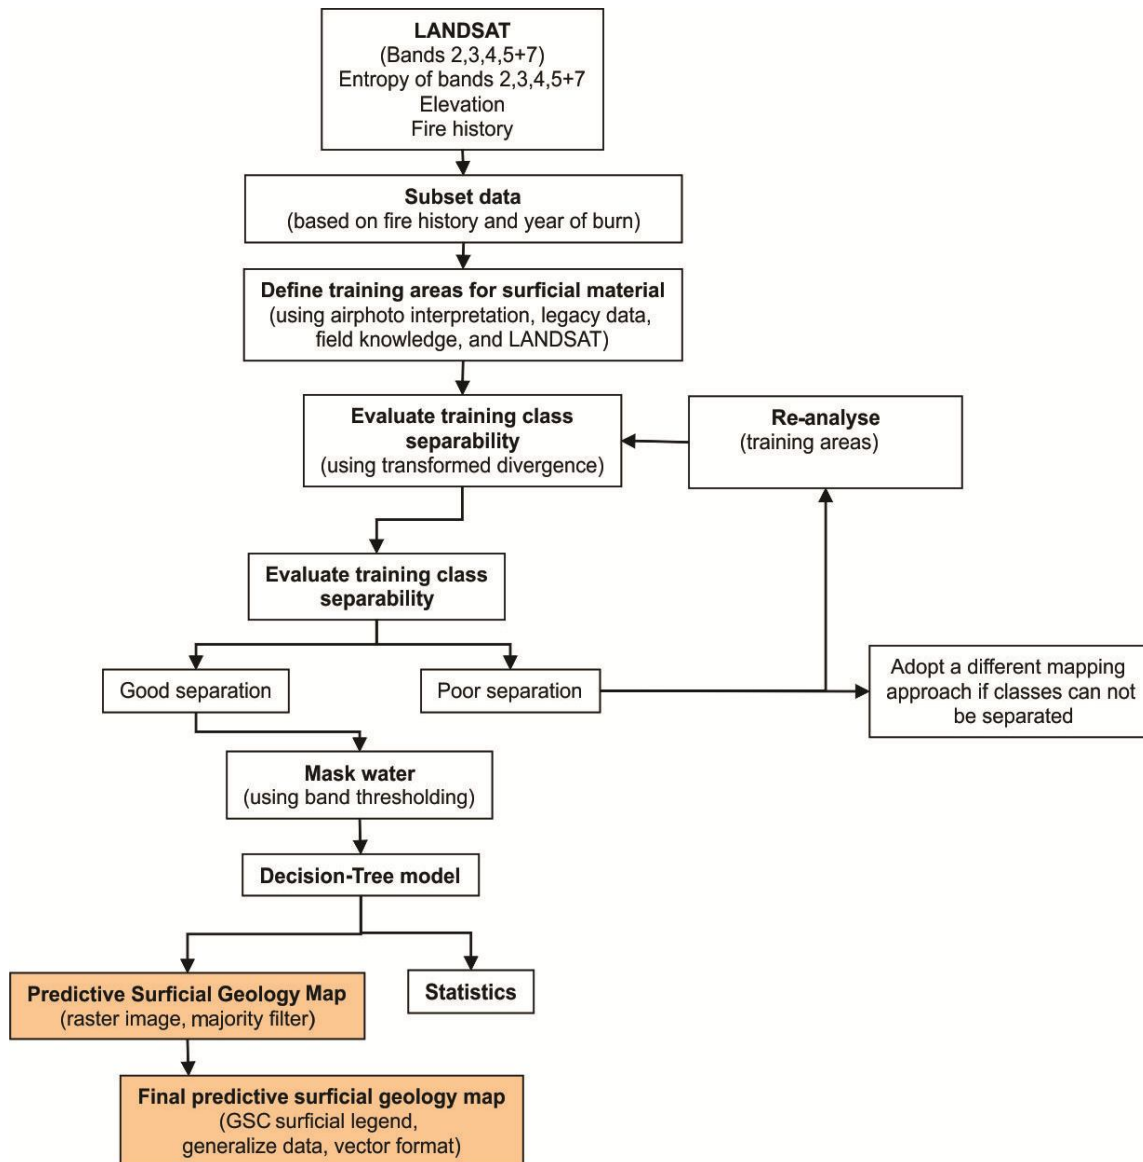 LANDSAT
(Bands 2,3,4,5+7)
Entropy of bands 2,3,4,5+7
Elevation
Fire history
Subset data
(based on fire history and year of burn)
Define training areas for surficial material
(using airphoto interpretation, legacy data,
field knowledge, and LANDSAT)
Evaluate training class
separability
(using transformed divergence)
Re-analyse
(training areas)
Evaluate training class
separability
Good separation
Poor separation
Adopt a different mapping
approach if classes can not
be separated
Mask water
(using band thresholding)
Decision-Tree model
Predictive Surficial Geology Map
(raster image, majority filter)
Statistics
Final predictive surficial geology map
(GSC surficial legend,
generalize data, vector format)